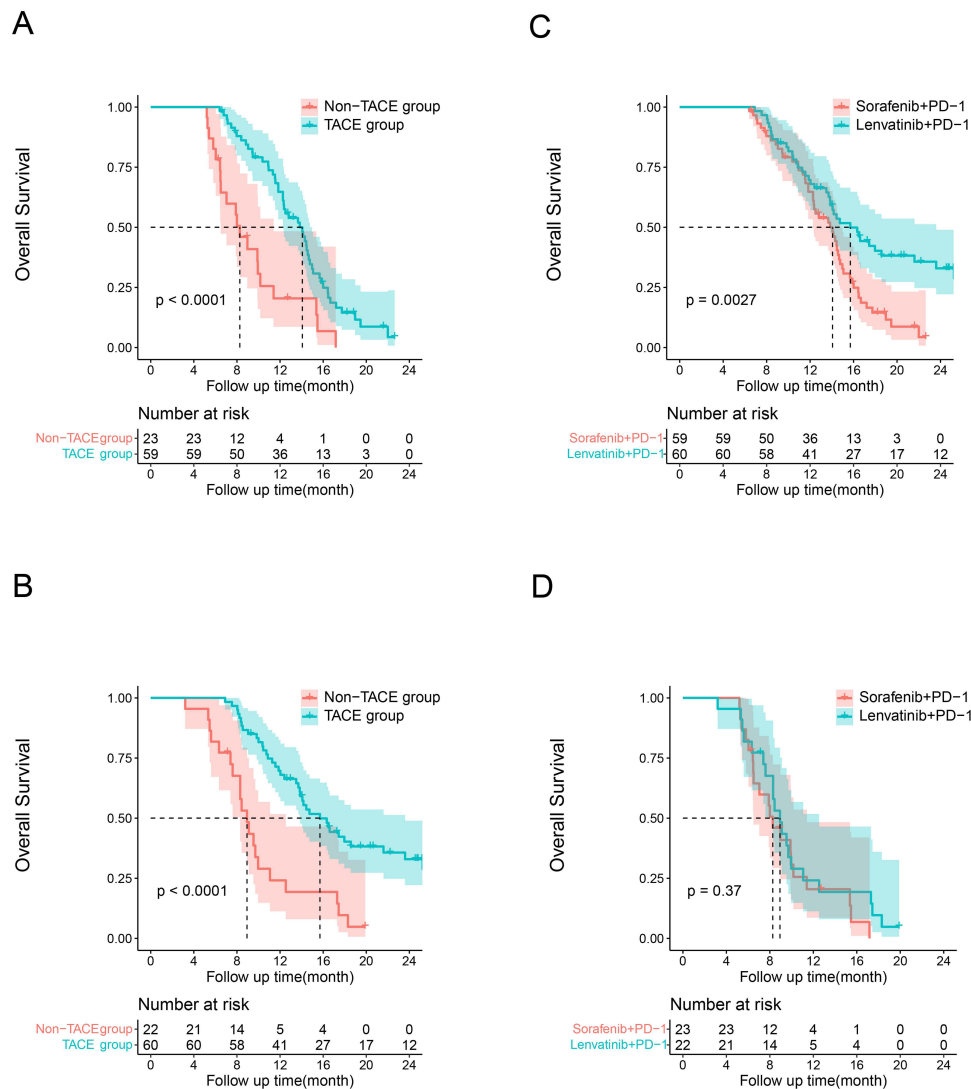 A
Overall Survival
1.00
0.75
0.50
0.25
0.00
Non−TACE group
TACE group
p < 0.0001
0 4 8 12 16 20 24
Follow up time(month)
Number at risk
Non−TACEgroup 23 23 12 4 1 0 0
TACE group 59 59 50 36 13 3 0
0 4 8 12 16 20 24
Follow up time(month)
C
Overall Survival
1.00
0.75
0.50
0.25
0.00
Sorafenib+PD−1
Lenvatinib+PD−1
p = 0.0027
0 4 8 12 16 20 24
Follow up time(month)
Number at risk
Sorafenib+PD−1 59 59 50 36 13 3 0
Lenvatinib+PD−1 60 60 58 41 27 17 12
0 4 8 12 16 20 24
Follow up time(month)
B
Overall Survival
1.00
0.75
0.50
0.25
0.00
Non−TACE group
TACE group
p < 0.0001
0 4 8 12 16 20 24
Follow up time(month)
Number at risk
Non−TACEgroup 22 21 14 5 4 0 0
TACE group 60 60 58 41 27 17 12
0 4 8 12 16 20 24
Follow up time(month)
D
Overall Survival
1.00
0.75
0.50
0.25
0.00
Sorafenib+PD−1
Lenvatinib+PD−1
p = 0.37
0 4 8 12 16 20 24
Follow up time(month)
Number at risk
Sorafenib+PD−1 23 23 12 4 1 0 0
Lenvatinib+PD−1 22 21 14 5 4 0 0
0 4 8 12 16 20 24
Follow up time(month)